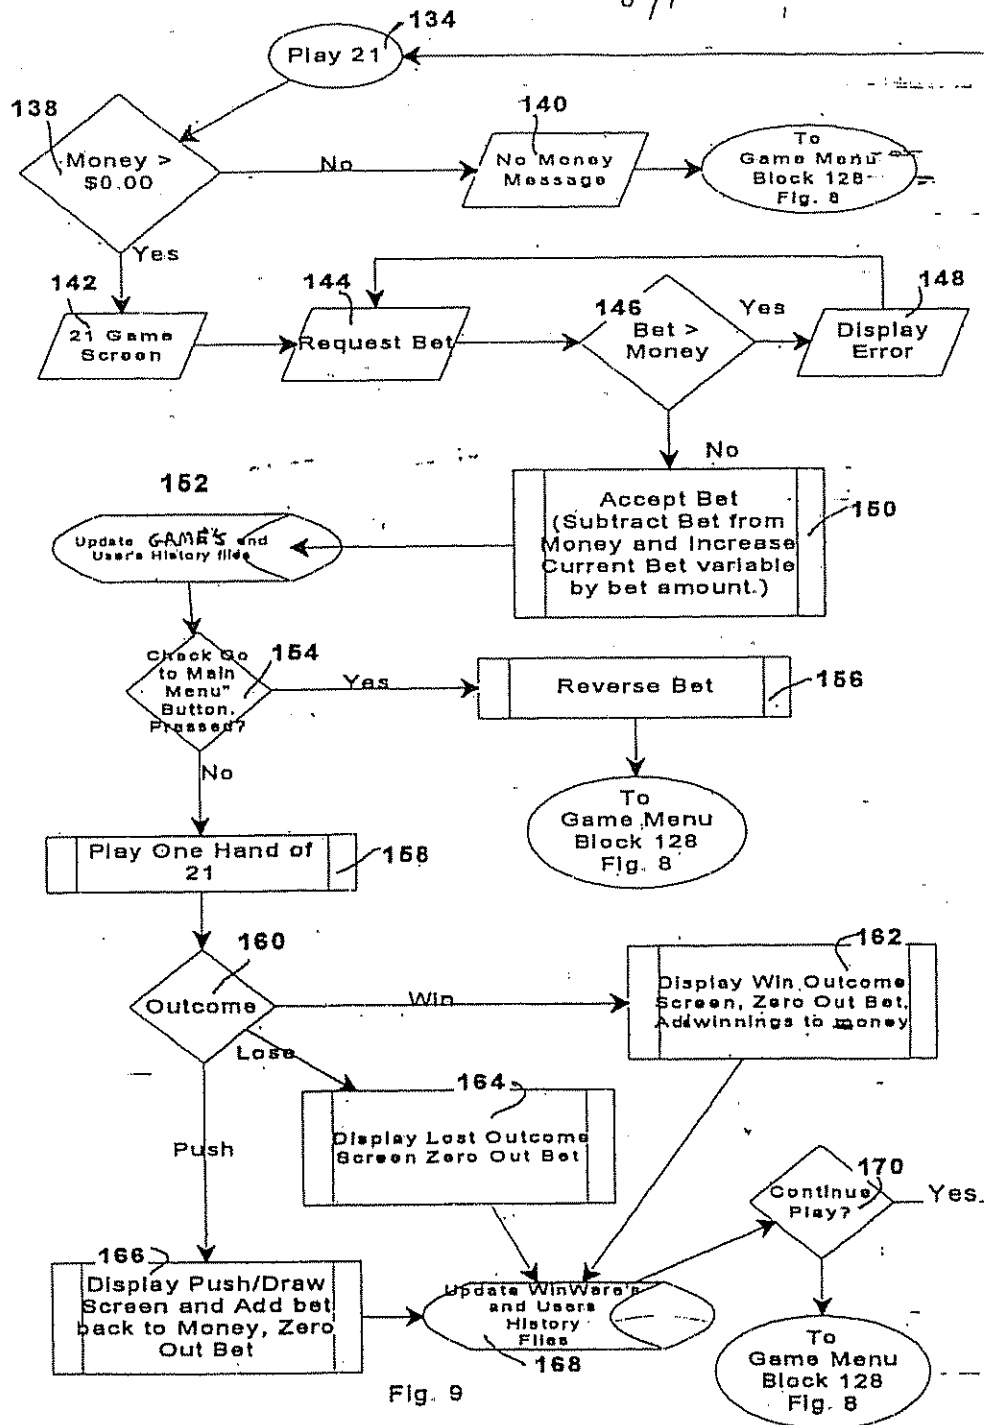 134
Play 21
138
Money >
$0.00
No
140
No Money
Message
To
Game Menu
Block 128
Fig. 8
Yes
142
21 Game
Screen
144
Request Bet
146
Bet >
Money
Yes
148
Display
Error
No
150
Accept Bet
(Subtract Bet from
Money and Increase
Current Bet variable
by bet amount.)
152
Update GAME'S and
User's History files
154
Check Go
to Main
Menu"
Button.
Pressed?
Yes
156
Reverse Bet
To
Game Menu
Block 128
Fig. 8
No
158
Play One Hand of
21
160
Outcome
Win
162
Display Win Outcome
Screen, Zero Out Bet,
Add winnings to money
Lose
164
Display Lost Outcome
Screen Zero Out Bet
Push
166
Display Push/Draw
Screen and Add bet
back to Money, Zero
Out Bet
168
Update WinWare's
and Users
History
Files
170
Continue
Play?
Yes
To
Game Menu
Block 128
Fig. 8
Fig. 9